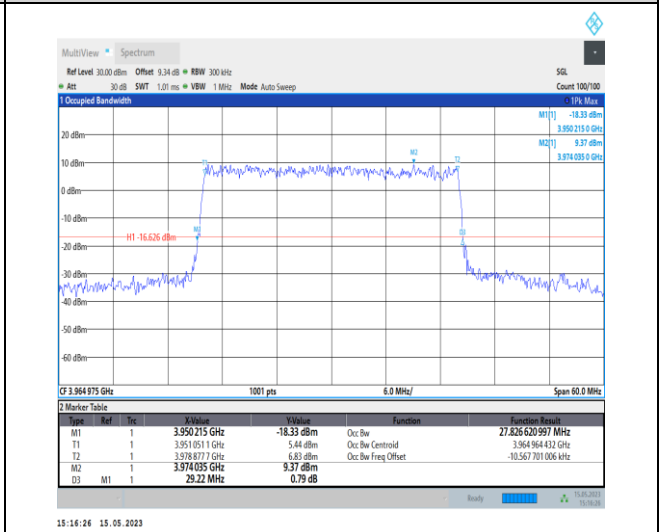 MultiView Spectrum
Ref Level 30.00 dBm Offset 9.34 dB RBW 300 kHz SGL
Att 30 dB SWT 1.01 ms VBW 1 MHz Mode Auto Sweep Count 100/100
1 Occupied Bandwidth 1Pk Max
M1[1] -18.33 dBm
3.950 215 0 GHz
M2[1] 9.37 dBm
3.974 035 0 GHz
20 dBm
M2
T1 T2
10 dBm
0 dBm
-10 dBm
H1 -16.626 dBm
D3
-20 dBm
-30 dBm
-40 dBm
-50 dBm
-60 dBm
CF 3.964 975 GHz 1001 pts 6.0 MHz/ Span 60.0 MHz
2 Marker Table
Type Ref Trc X-Value Y-Value Function Function Result
M1 1 3.950 215 GHz -18.33 dBm Occ Bw 27.826 620 997 MHz
T1 1 3.951 051 1 GHz 5.44 dBm Occ Bw Centroid 3.964 964 432 GHz
T2 1 3.978 877 7 GHz 6.83 dBm Occ Bw Freq Offset -10.567 701 006 kHz
M2 1 3.974 035 GHz 9.37 dBm
D3 M1 1 29.22 MHz 0.79 dB
Ready 15.05.2023
15:16:26
15:16:26 15.05.2023